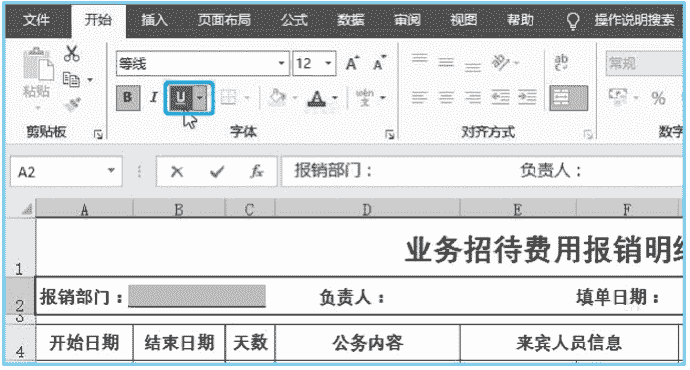 文件 开始 插入 页面布局 公式 数据 审阅 视图 帮助 操作说明搜索
等线 12 A A ab 常规
粘贴 B I U A wén 文 %
剪贴板 字体 对齐方式 数字
A2 fx 报销部门： 负责人：
A B C D E F
1 业务招待费用报销明细
2 报销部门： 负责人： 填单日期：
3
4 开始日期 结束日期 天数 公务内容 来宾人员信息